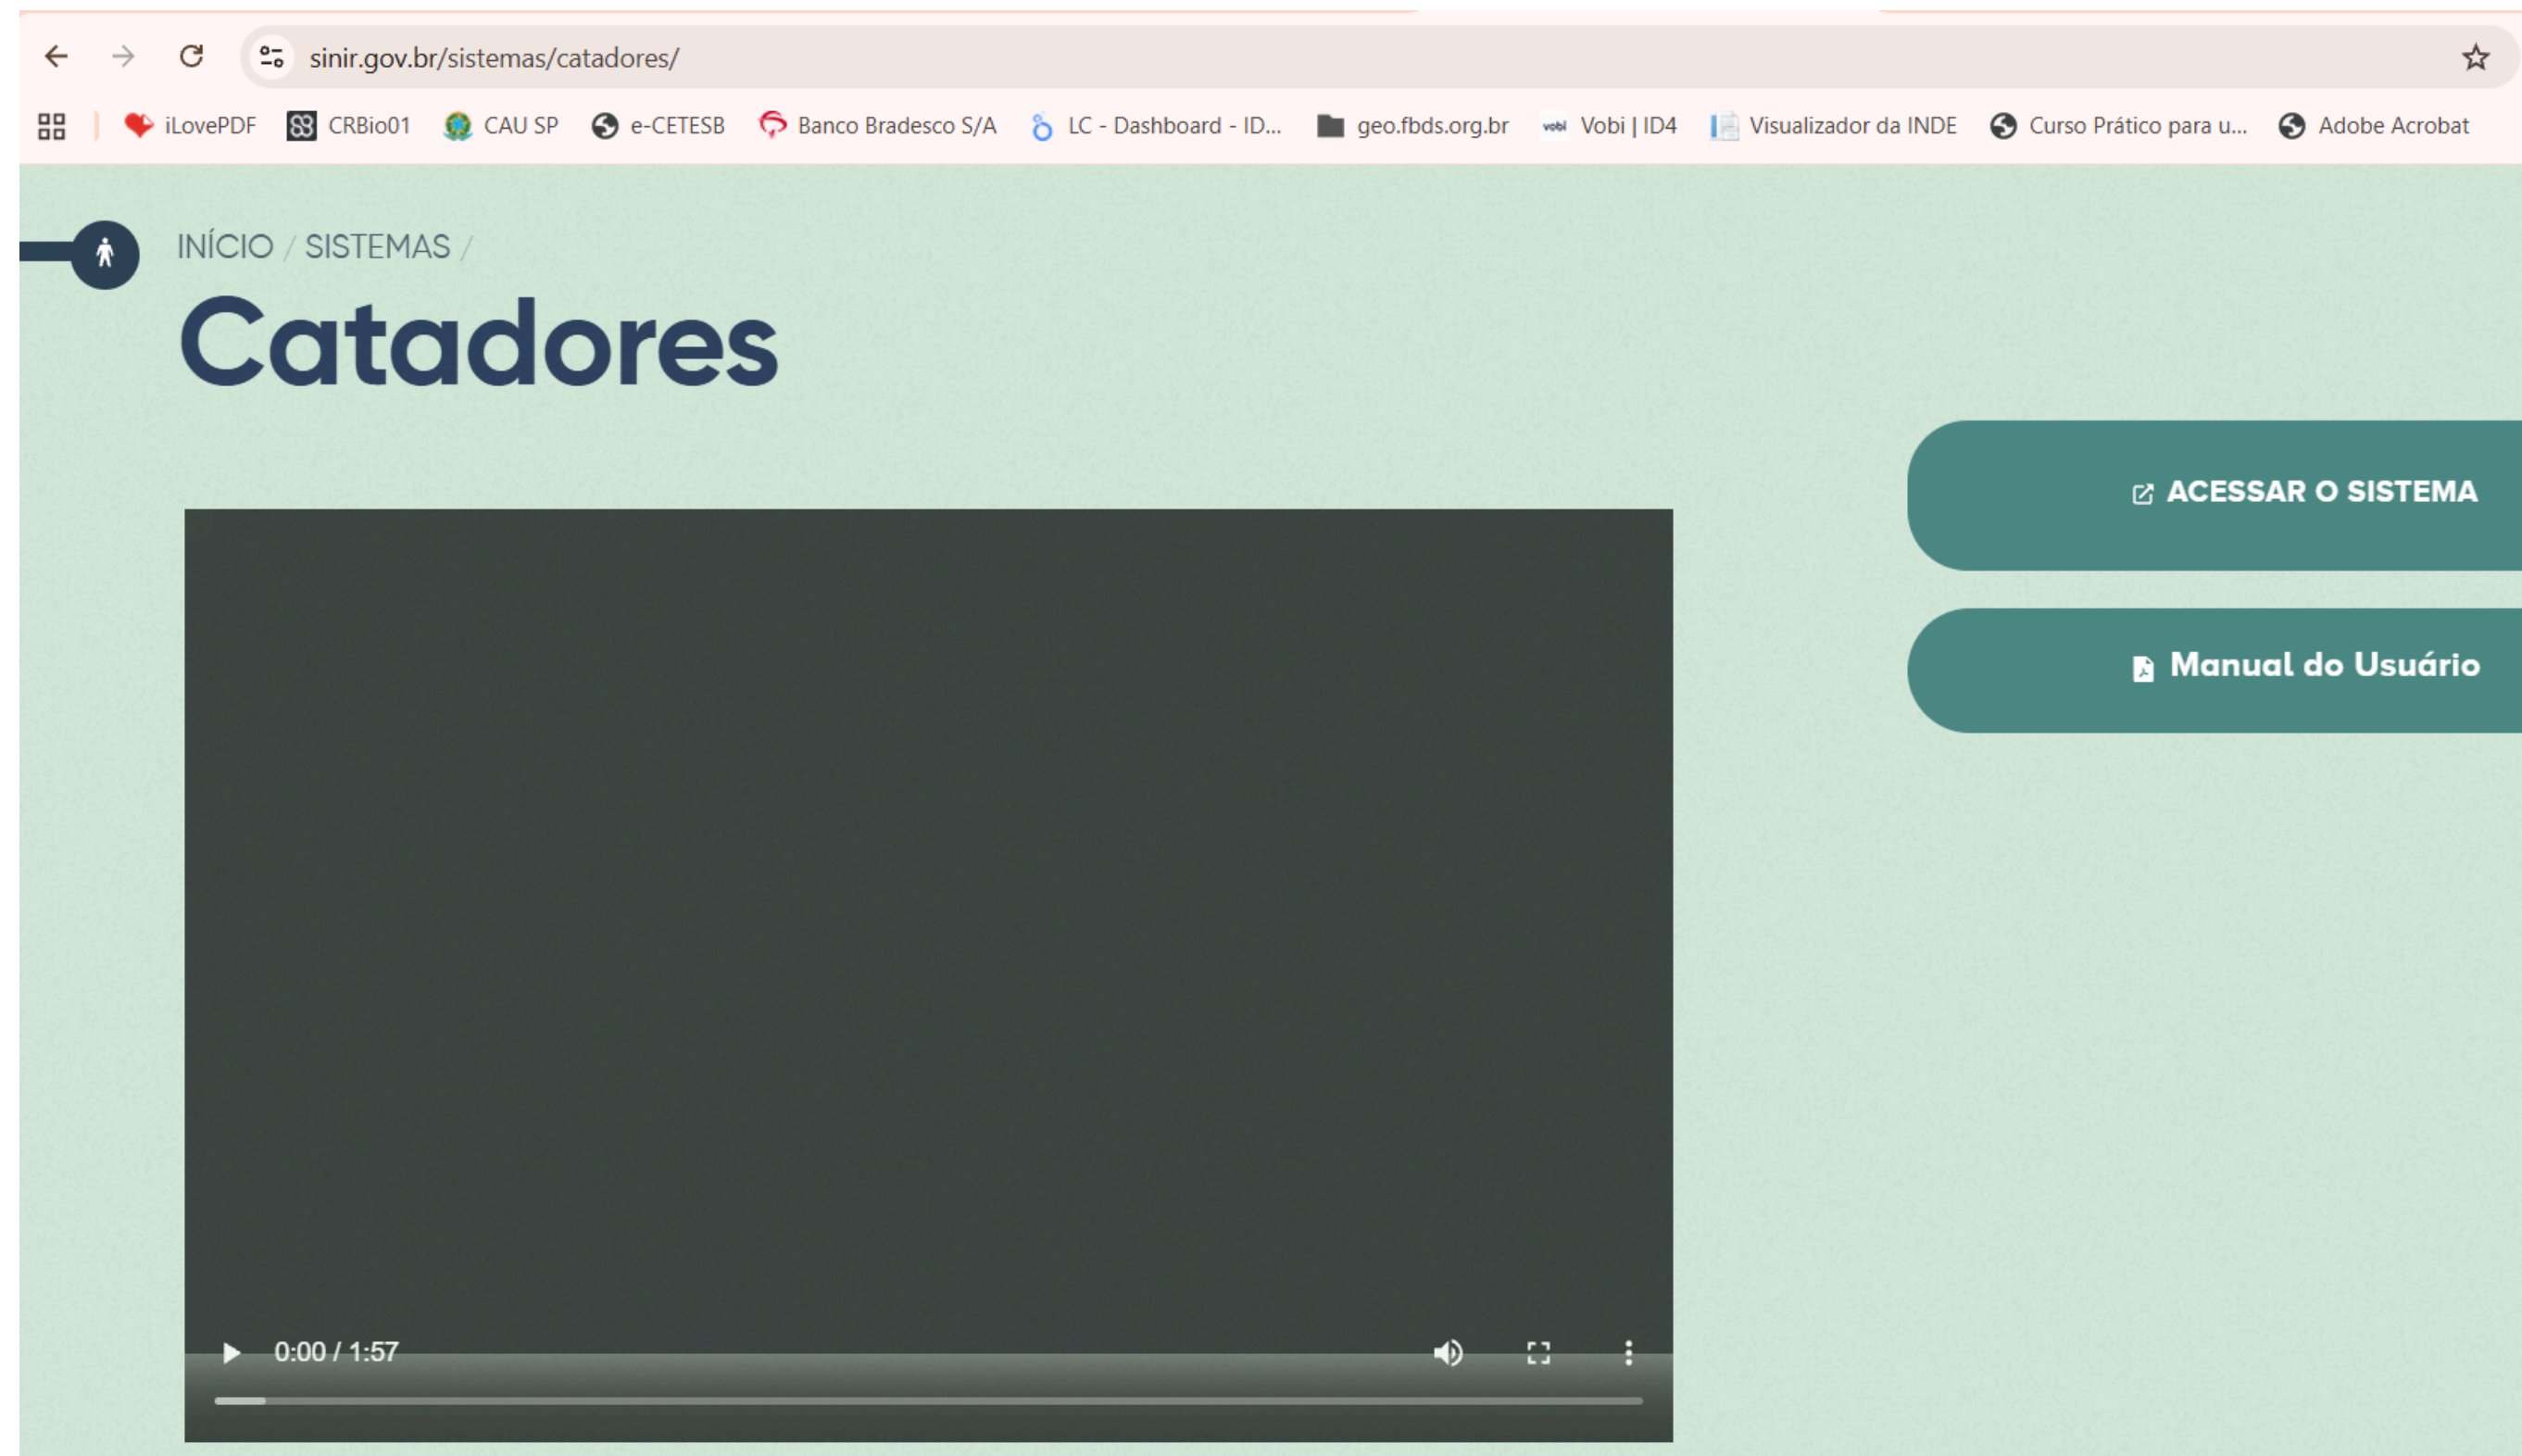 sinir.gov.br/sistemas/catadores/
iLovePDF CRBio01 CAU SP e-CETESB Banco Bradesco S/A LC - Dashboard - ID... geo.fbds.org.br vobi Vobi | ID4 Visualizador da INDE Curso Prático para u... Adobe Acrobat
INÍCIO / SISTEMAS /
Catadores
ACESSAR O SISTEMA
Manual do Usuário
0:00 / 1:57